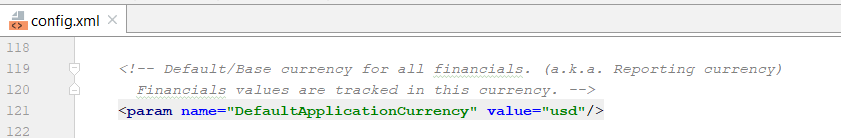 config.xml
118
119 <!-- Default/Base currency for all financials. (a.k.a. Reporting currency)
120 Financials values are tracked in this currency. -->
121 <param name="DefaultApplicationCurrency" value="usd"/>
122